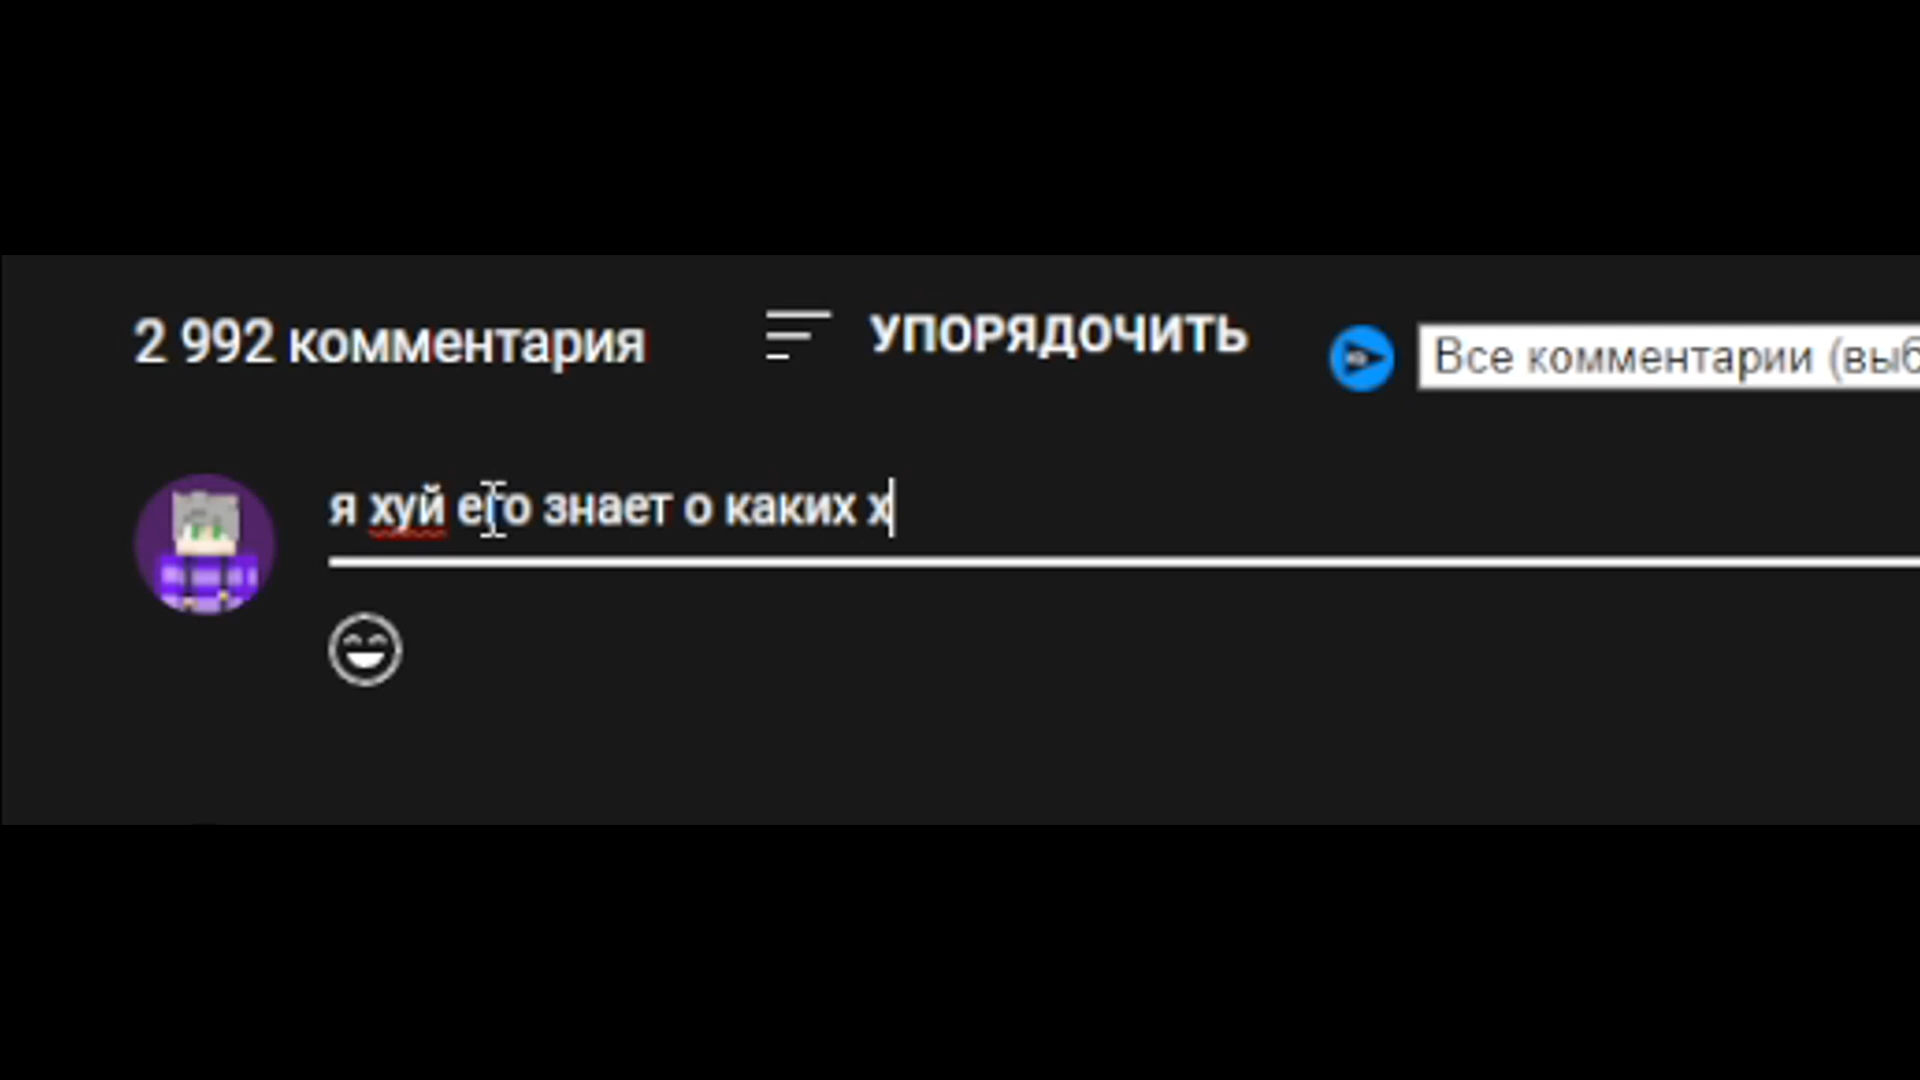 2 992 комментария УПОРЯДОЧИТЬ Все комментарии (выб
я хуй его знает о каких х